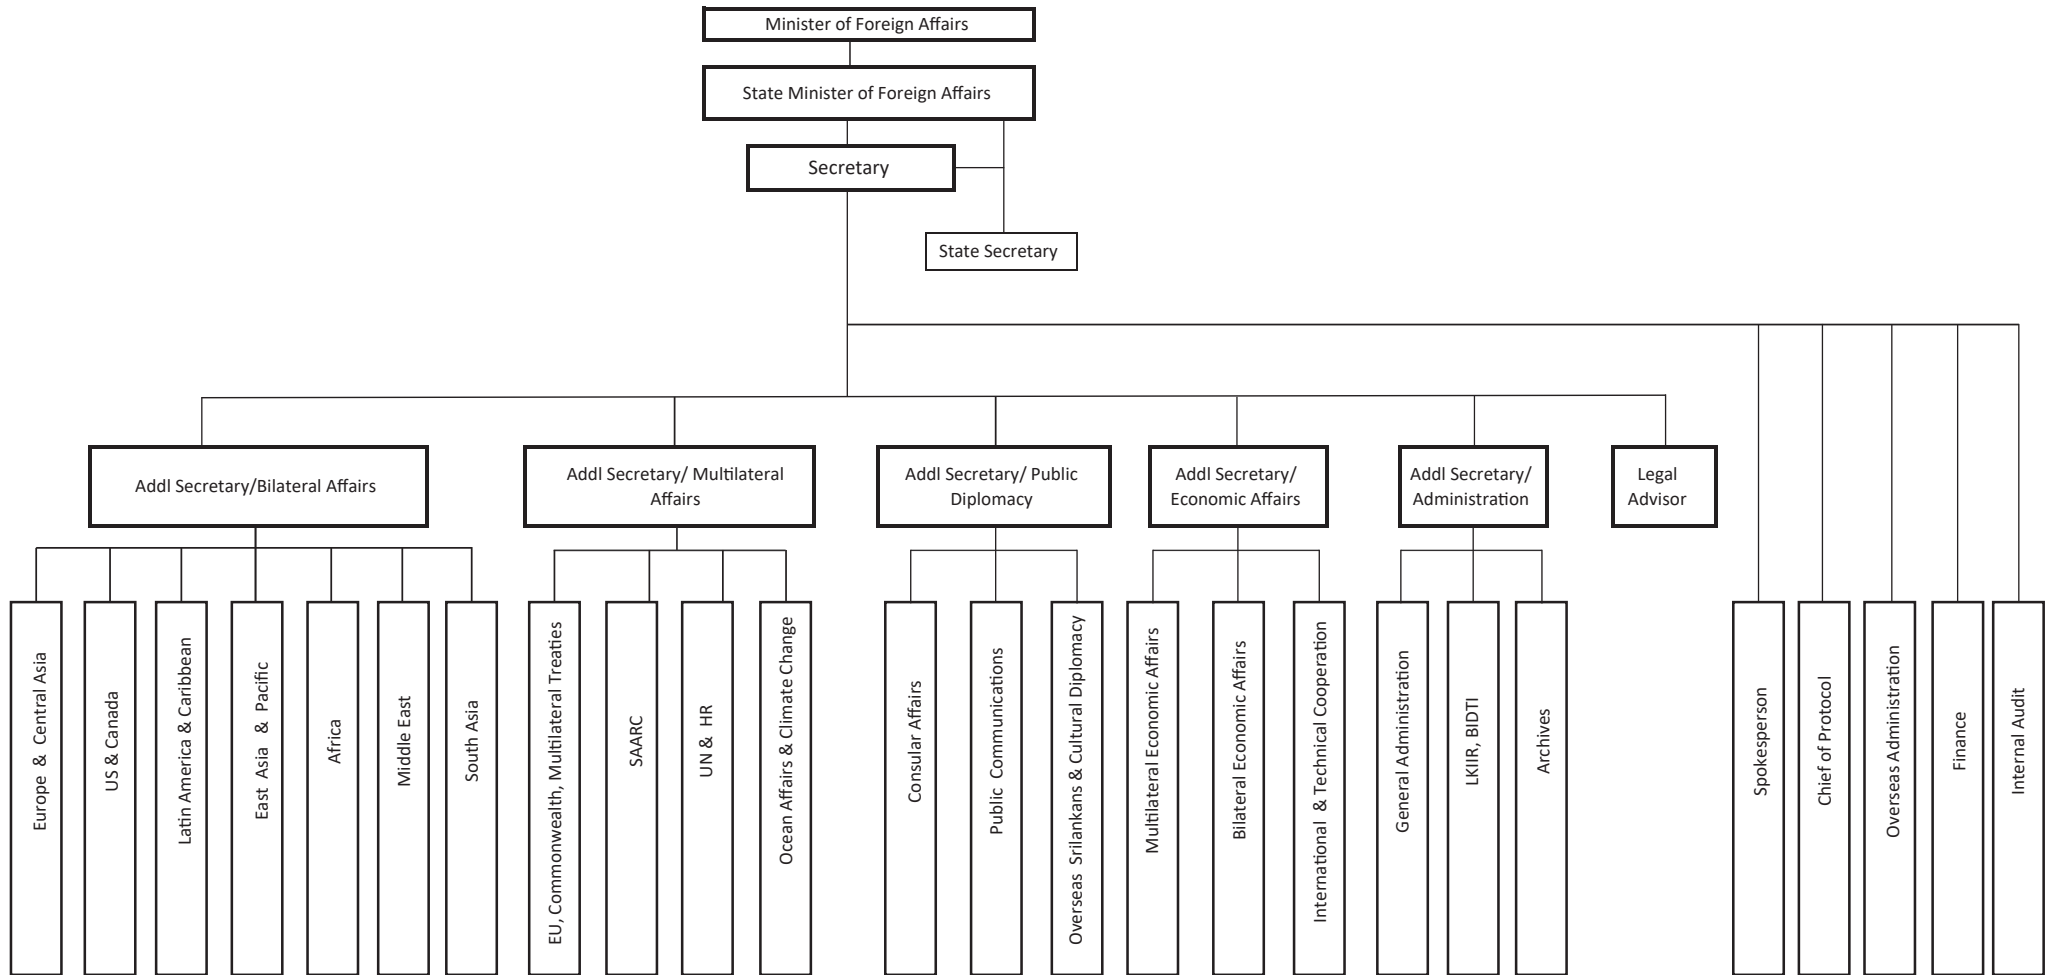 Minister of Foreign Affairs
State Minister of Foreign Affairs
Secretary
State Secretary
Addl Secretary/Bilateral Affairs
Addl Secretary/ Multilateral
Affairs
Addl Secretary/ Public
Diplomacy
Addl Secretary/
Economic Affairs
Addl Secretary/
Administration
Legal
Advisor
Europe & Central Asia
US & Canada
Latin America & Caribbean
East Asia & Pacific
Africa
Middle East
South Asia
EU, Commonwealth, Multilateral Treaties
SAARC
UN & HR
Ocean Affairs & Climate Change
Consular Affairs
Public Communications
Overseas Srilankans & Cultural Diplomacy
Multilateral Economic Affairs
Bilateral Economic Affairs
International & Technical Cooperation
General Administration
LKIIR, BIDTI
Archives
Spokesperson
Chief of Protocol
Overseas Administration
Finance
Internal Audit